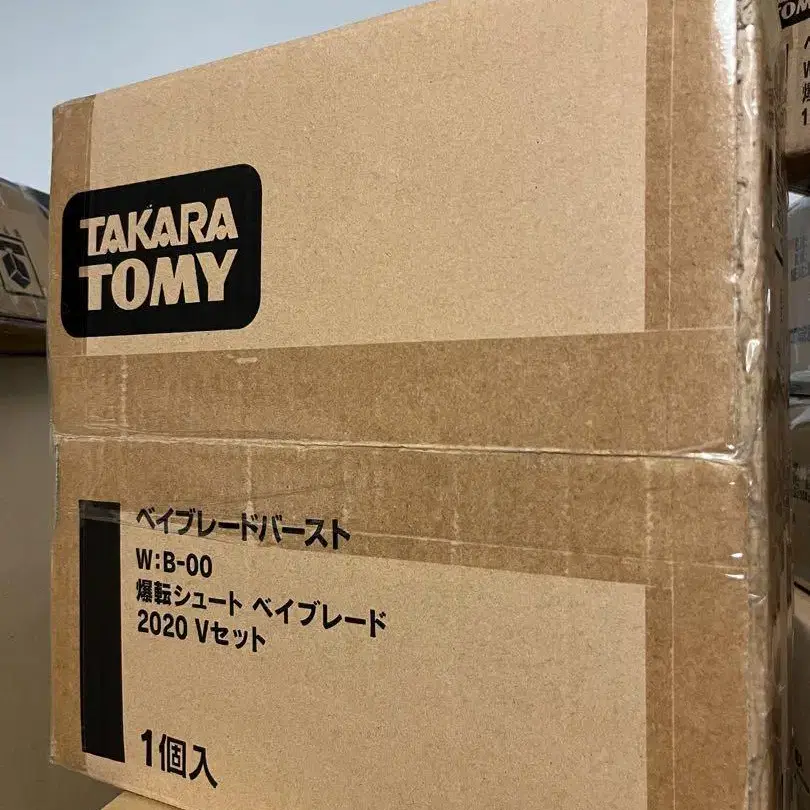 TAKARA
TOMY
ベイブレードバースト
W:B-00
爆転シュート ベイブレード
2020 Vセット
1個入